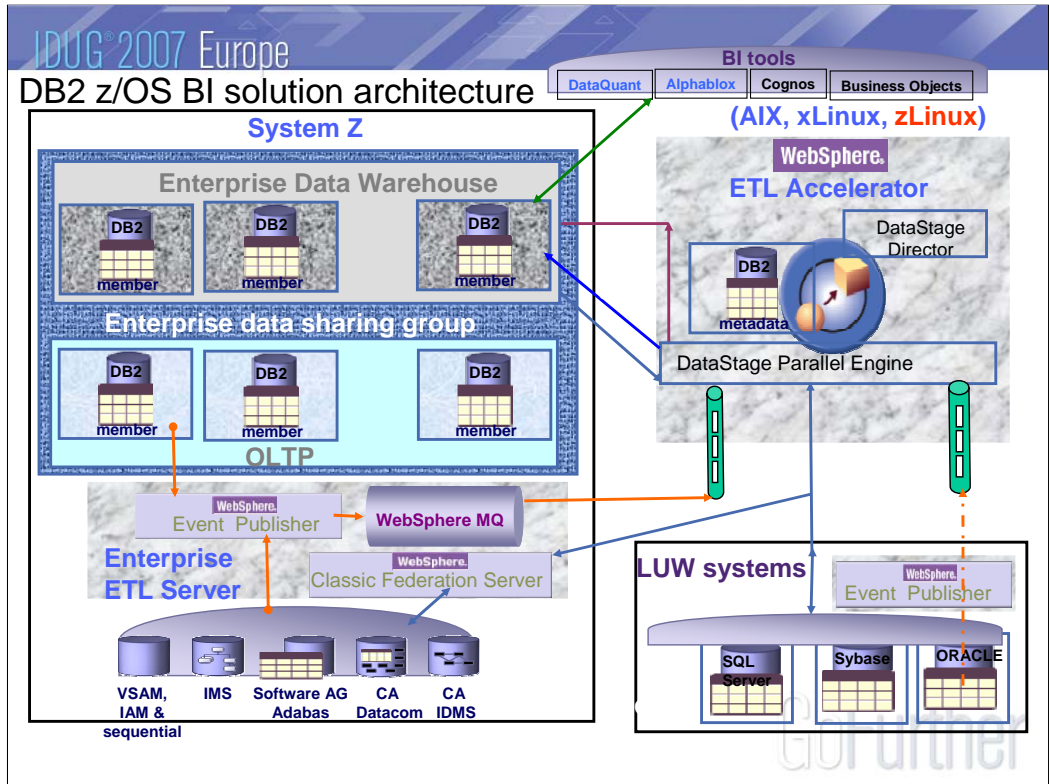 IDUG® 2007 Europe
DB2 z/OS BI solution architecture
BI tools
DataQuant
Alphablox
Cognos
Business Objects
(AIX, xLinux, zLinux)
System Z
Enterprise Data Warehouse
DB2
member
DB2
member
DB2
member
Enterprise data sharing group
DB2
member
DB2
member
DB2
member
OLTP
WebSphere.
ETL Accelerator
DataStage
Director
DB2
metadata
DataStage Parallel Engine
WebSphere.
Event Publisher
WebSphere MQ
WebSphere.
Classic Federation Server
Enterprise
ETL Server
VSAM,
IAM &
sequential
IMS
Software AG
Adabas
CA
Datacom
CA
IDMS
LUW systems
WebSphere.
Event Publisher
SQL
Server
Sybase
ORACLE
GoFurther